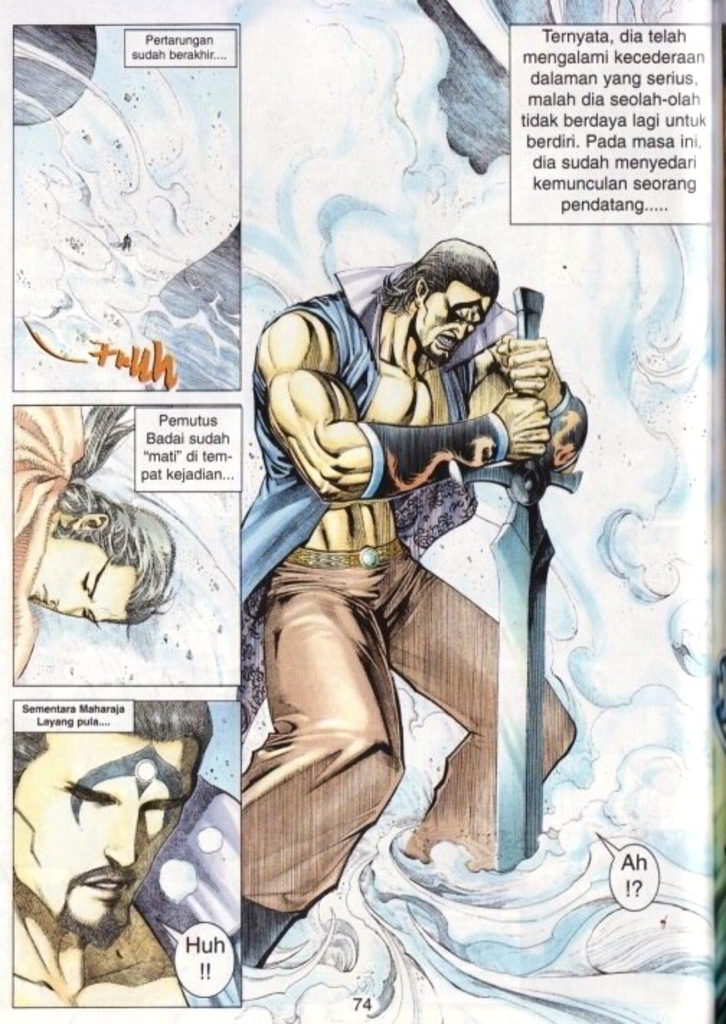 Pertarungan
sudah berakhir....
Pemutus
Badai sudah
“mati” di tem-
pat kejadian...
Sementara Maharaja
Layang pula....
Huh
!!
Ternyata, dia telah
mengalami kecederaan
dalaman yang serius,
malah dia seolah-olah
tidak berdaya lagi untuk
berdiri. Pada masa ini,
dia sudah menyedari
kemunculan seorang
pendatang.....
Ah
!?
74